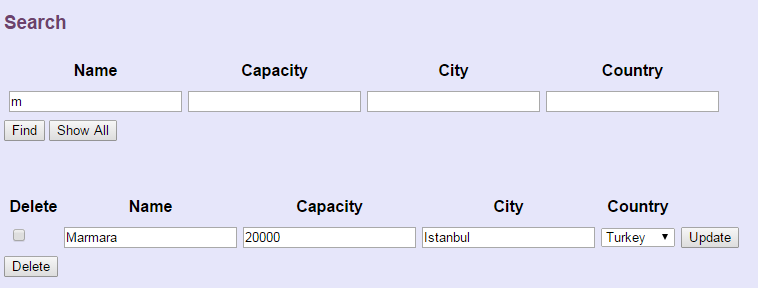 Search
Name Capacity City Country
m
Find Show All
Delete Name Capacity City Country
Marmara 20000 Istanbul Turkey Update
Delete